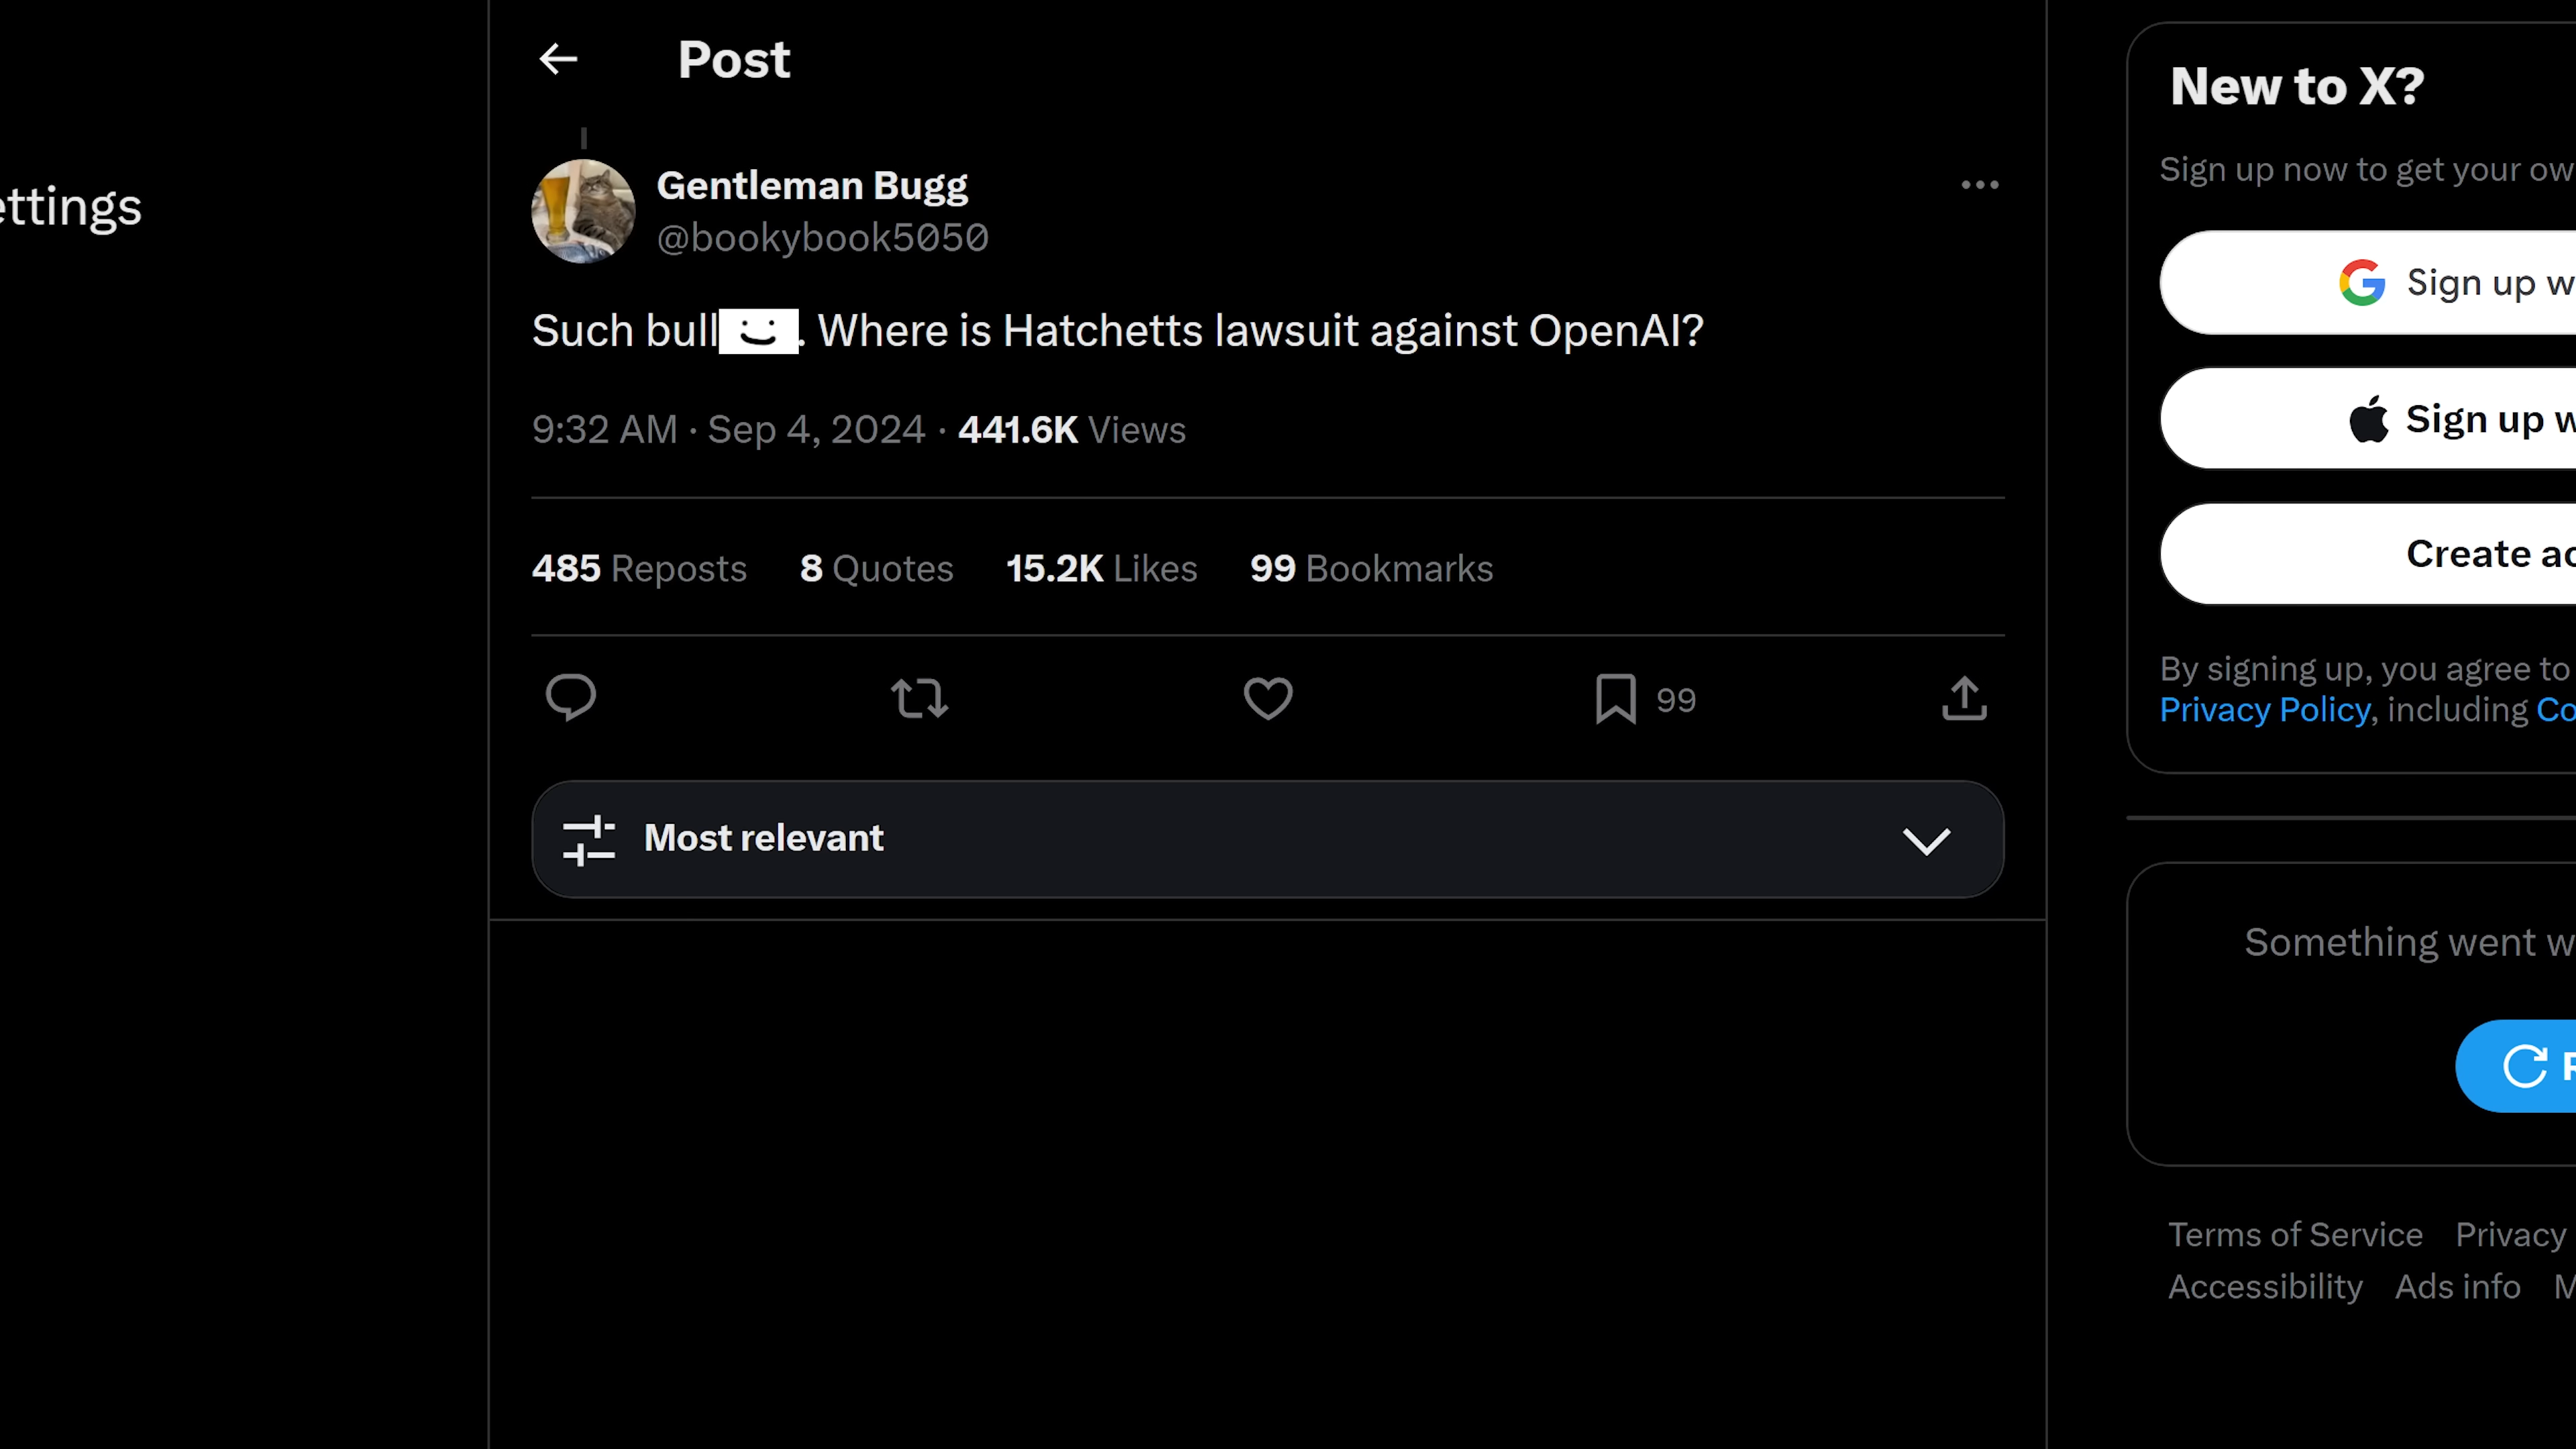 ettings
Post
Gentleman Bugg
@bookybook5050
Such bull . Where is Hatchetts lawsuit against OpenAI?
9:32 AM · Sep 4, 2024 · 441.6K Views
485 Reposts 8 Quotes 15.2K Likes 99 Bookmarks
99
Most relevant
New to X?
Sign up now to get your ow
Sign up w
Sign up w
Create ac
By signing up, you agree to
Privacy Policy, including Co
Something went w
R
Terms of Service Privacy
Accessibility Ads info M